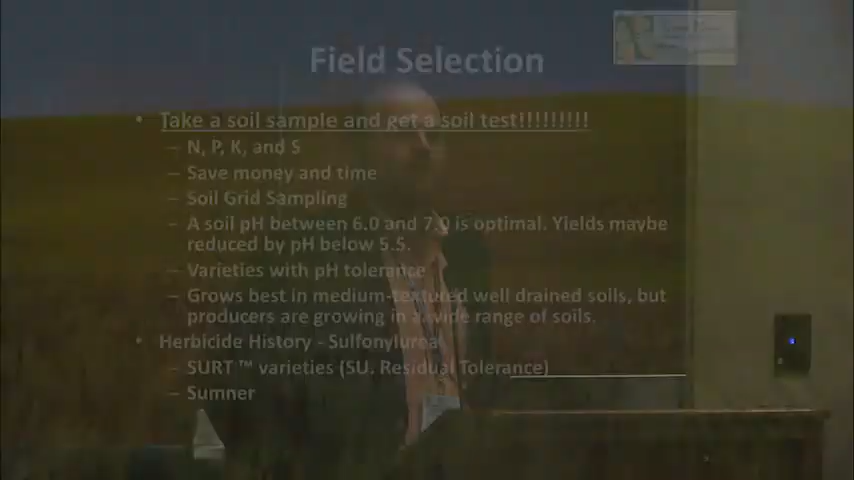 Field Selection
• Take a soil sample and get a soil test!!!!!!!!!
– N, P, K, and S
– Save money and time
– Soil Grid Sampling
– A soil pH between 6.0 and 7.0 is optimal. Yields maybe
reduced by pH below 5.5.
– Varieties with pH tolerance
– Grows best in medium-textured well drained soils, but
producers are growing in a wide range of soils.
• Herbicide History - Sulfonylurea
– SURT™ varieties (SU. Residual Tolerance)
– Sumner